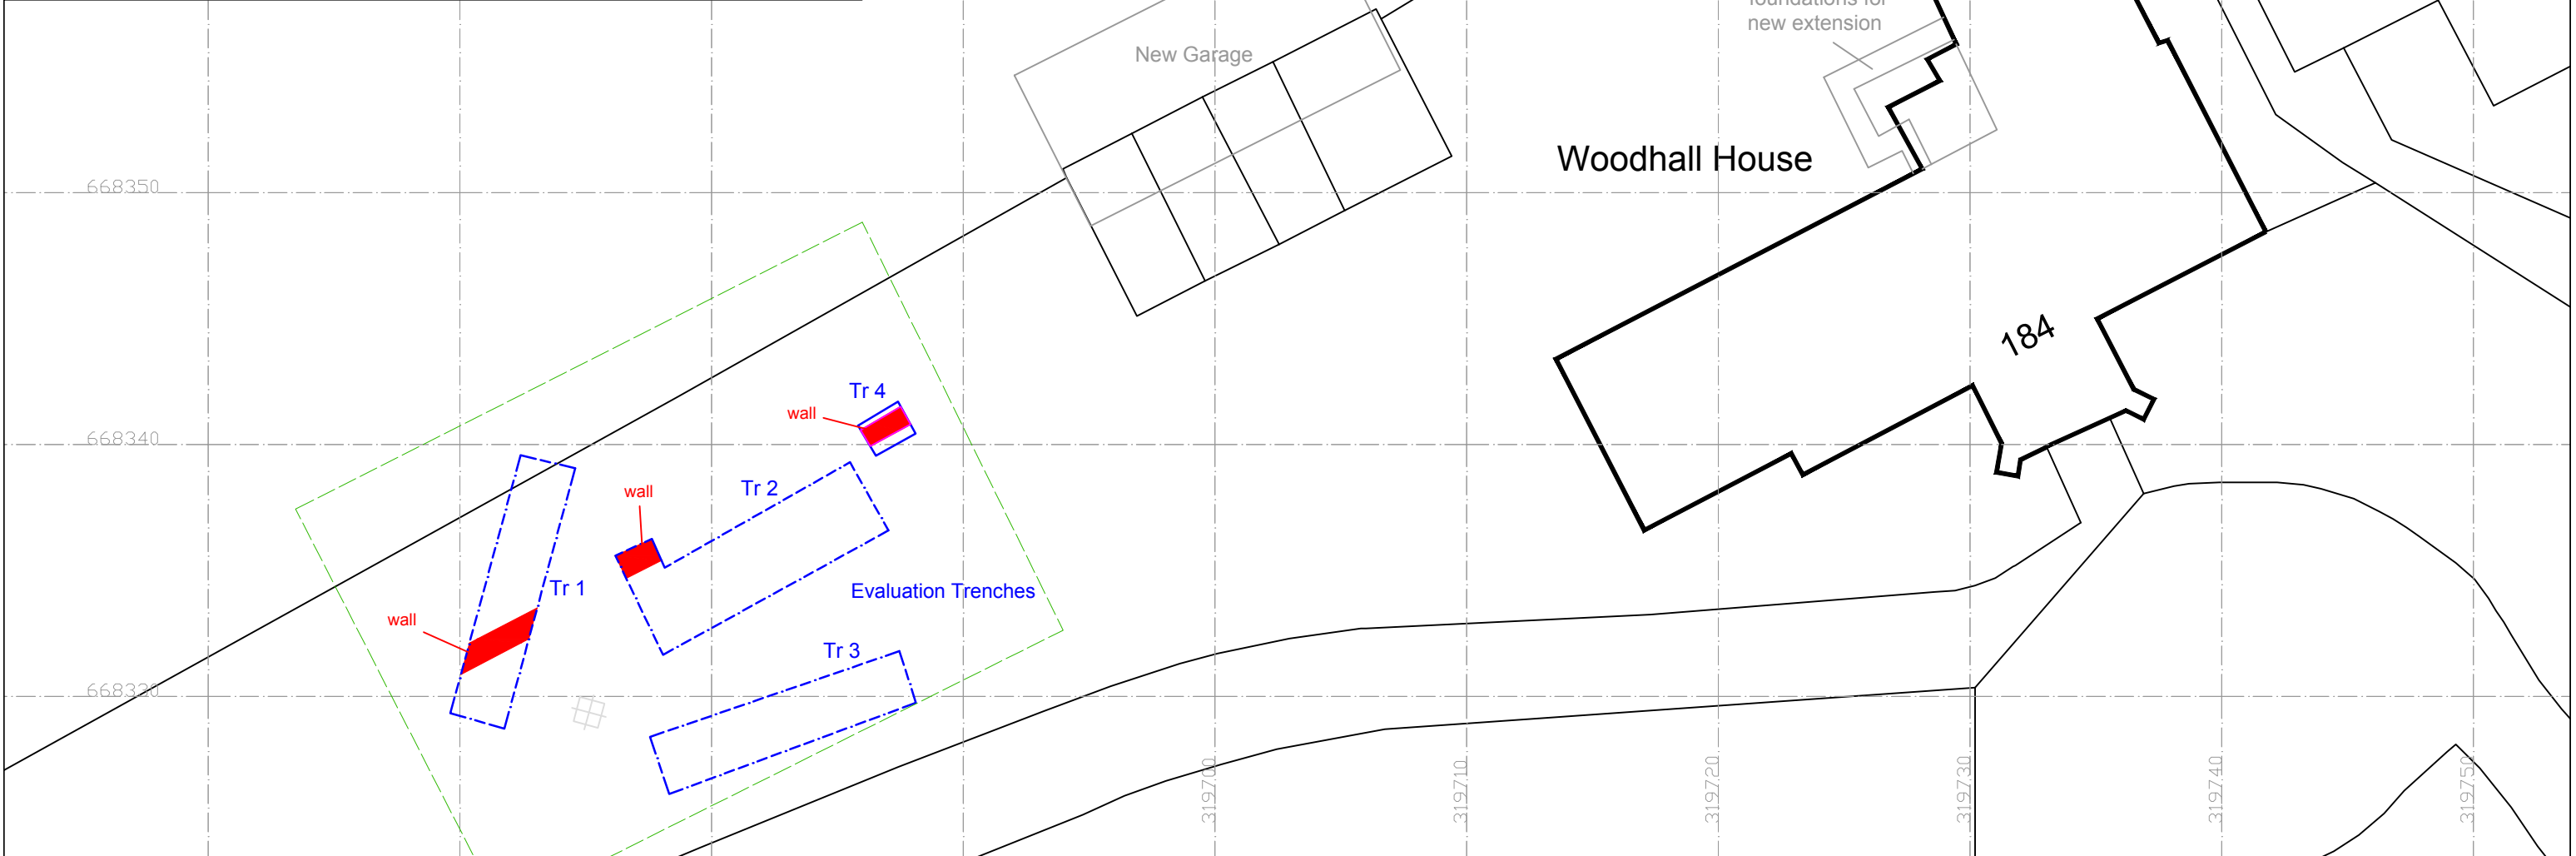 foundations for
new extension
New Garage
Woodhall House
668350
184
Tr 4
wall
668340
Tr 2
wall
Tr 1
Evaluation Trenches
wall
Tr 3
668330
319700
319710
319720
319730
319740
319750